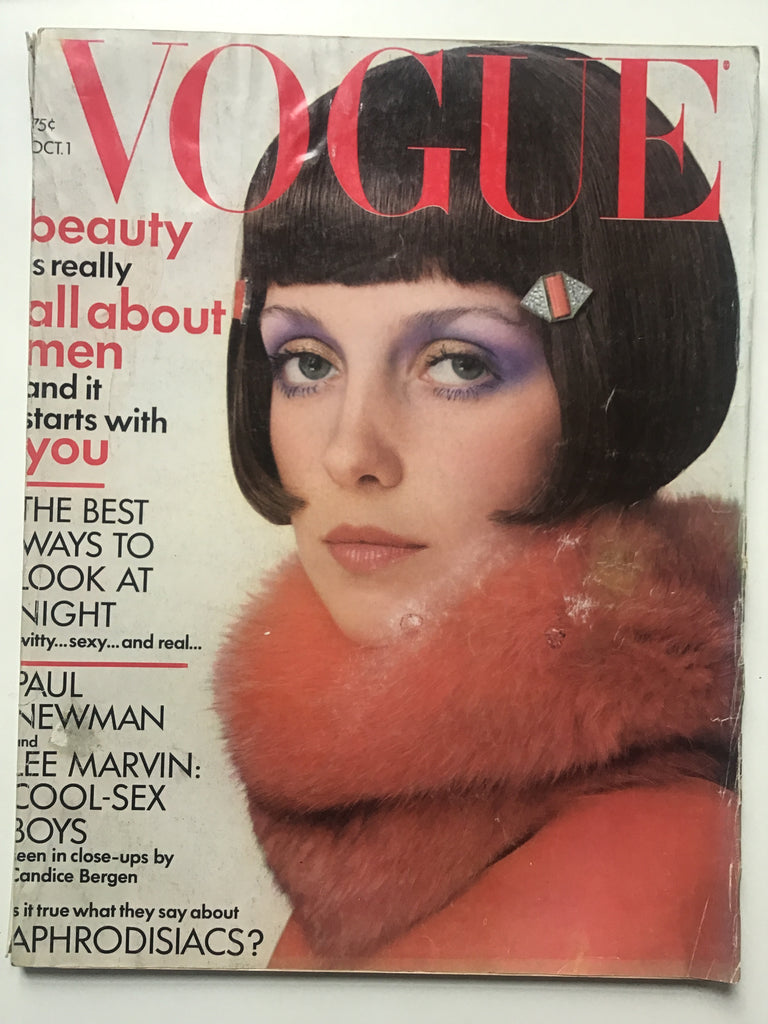 VOGUE
75¢
OCT.1
beauty
s really
all about
men
and it
starts with
you
THE BEST
WAYS TO
LOOK AT
NIGHT
witty...sexy...and real...
PAUL
NEWMAN
and
LEE MARVIN:
COOL-SEX
BOYS
seen in close-ups by
Candice Bergen
s it true what they say about
APHRODISIACS?